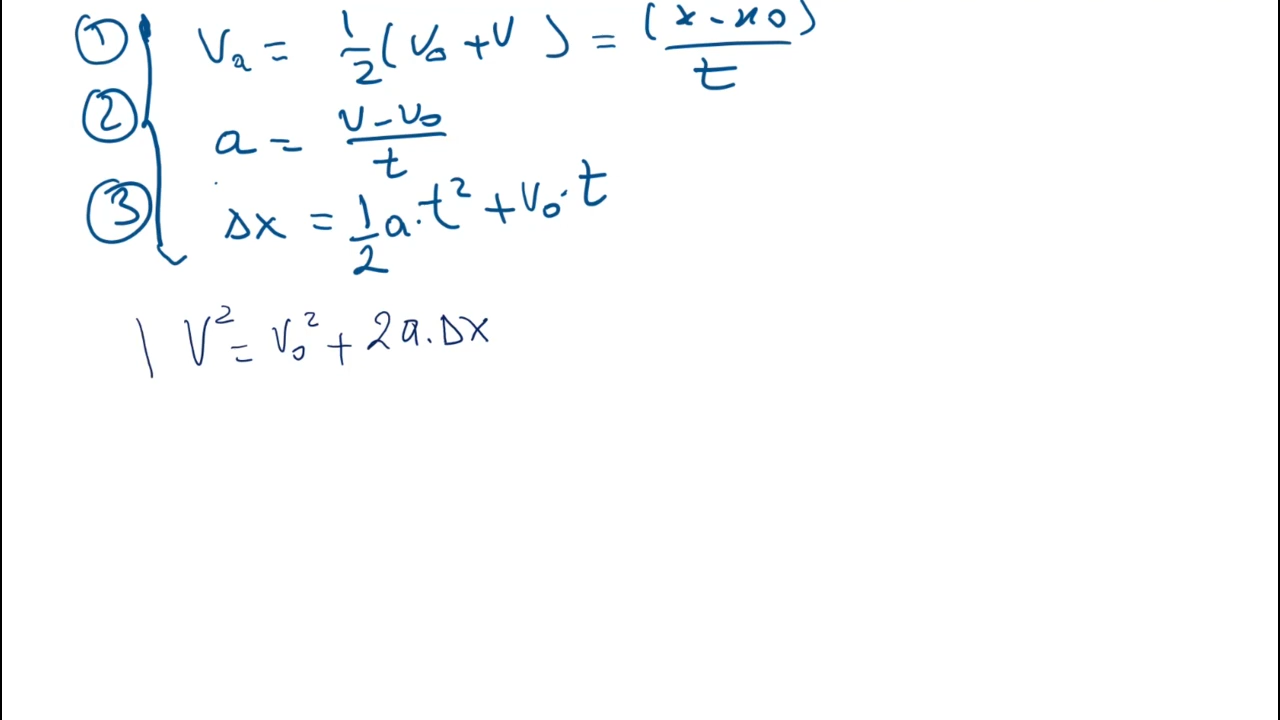 ① Va = 1/2 (V0 + V) = (x - x0)/t
② a = (V - V0)/t
③ Δx = 1/2 a·t² + V0·t
| V² = V0² + 2a.Δx